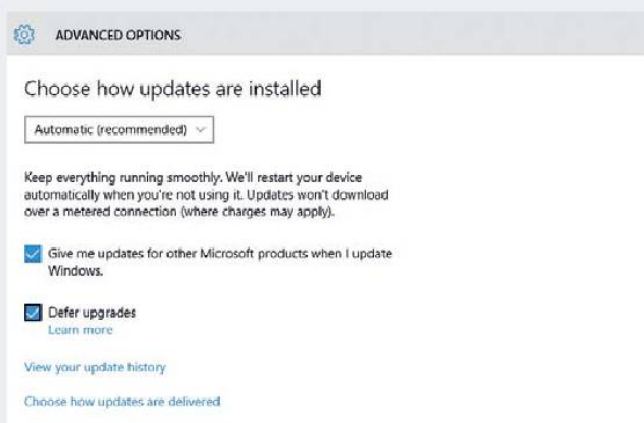 ADVANCED OPTIONS
Choose how updates are installed
Automatic (recommended)
Keep everything running smoothly. We'll restart your device
automatically when you're not using it. Updates won't download
over a metered connection (where charges may apply).
Give me updates for other Microsoft products when I update
Windows.
Defer upgrades
Learn more
View your update history
Choose how updates are delivered